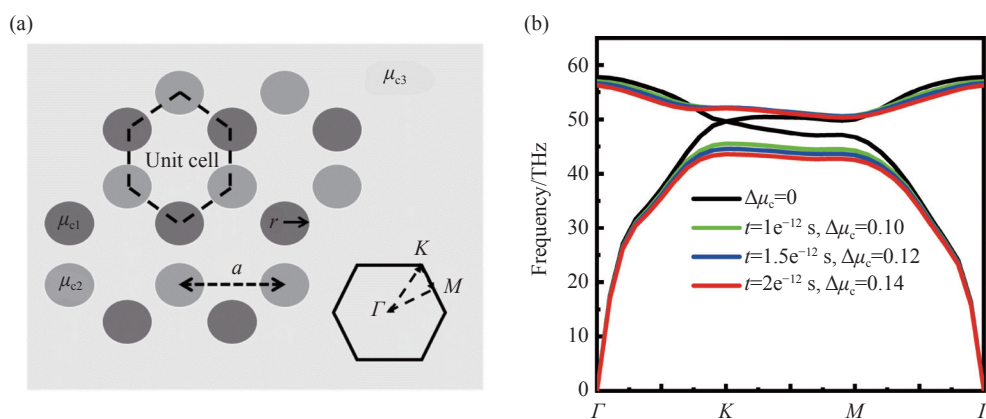 (a)
μc3
Unit cell
μc1
r
μc2
a
K
M
Γ
(b)
Frequency/THz
60
50
40
30
20
10
0
Δμc=0
t=1e⁻¹² s, Δμc=0.10
t=1.5e⁻¹² s, Δμc=0.12
t=2e⁻¹² s, Δμc=0.14
Γ
K
M